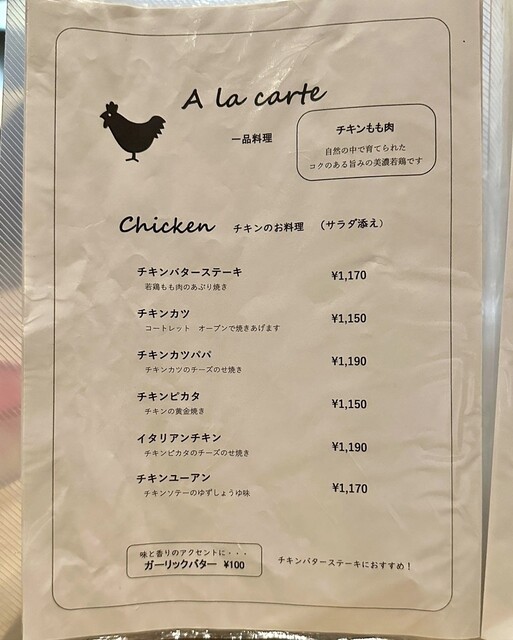 A la carte
一品料理
チキンもも肉
自然の中で育てられた
コクのある旨みの美濃若鶏です
Chicken チキンのお料理 （サラダ添え）
チキンバターステーキ ¥1,170
若鶏もも肉のあぶり焼き
チキンカツ ¥1,150
コートレット オーブンで焼きあげます
チキンカツパパ ¥1,190
チキンカツのチーズのせ焼き
チキンピカタ ¥1,150
チキンの黄金焼き
イタリアンチキン ¥1,190
チキンピカタのチーズのせ焼き
チキンユーアン ¥1,170
チキンソテーのゆずしょうゆ味
味と香りのアクセントに・・・
ガーリックバター ¥100
チキンバターステーキにおすすめ！